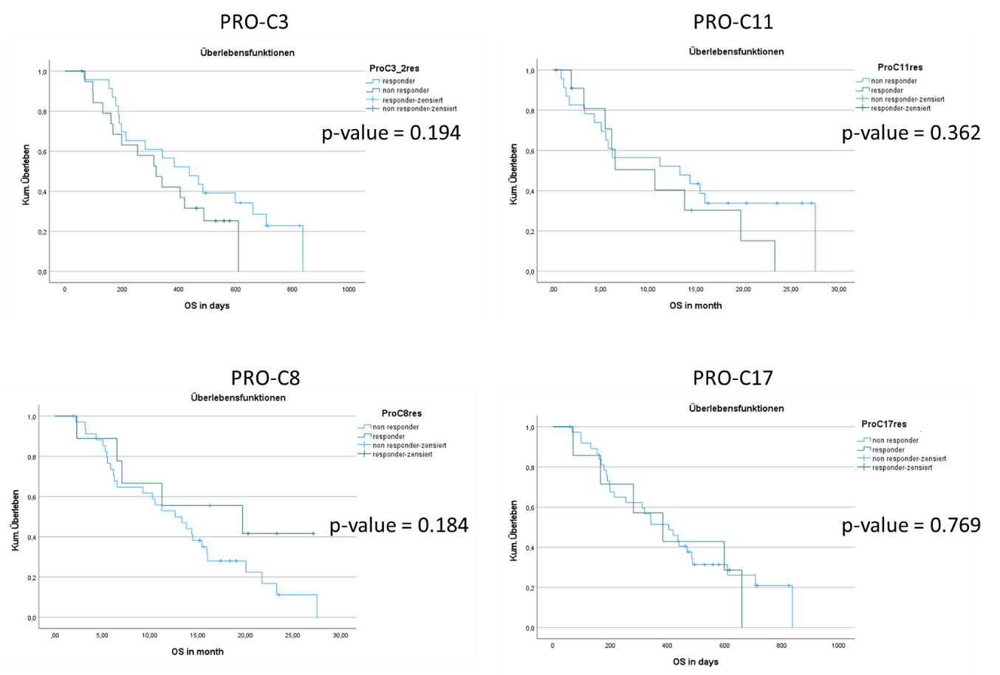 PRO-C3
Überlebensfunktionen
ProC3_2res
responder
non responder
responder-zensiert
non responder-zensiert
p-value = 0.194
Kum. Überleben
1,0
0,8
0,6
0,4
0,2
0,0
0 200 400 600 800 1000
OS in days
PRO-C11
Überlebensfunktionen
ProC11res
non responder
responder
non responder-zensiert
responder-zensiert
p-value = 0.362
Kum. Überleben
1,0
0,8
0,6
0,4
0,2
0,0
,00 5,00 10,00 15,00 20,00 25,00 30,00
OS in month
PRO-C8
Überlebensfunktionen
ProC8res
non responder
responder
non responder-zensiert
responder-zensiert
p-value = 0.184
Kum. Überleben
1,0
0,8
0,6
0,4
0,2
0,0
,00 5,00 10,00 15,00 20,00 25,00 30,00
OS in month
PRO-C17
Überlebensfunktionen
ProC17res
non responder
responder
non responder-zensiert
responder-zensiert
p-value = 0.769
Kum. Überleben
1,0
0,8
0,6
0,4
0,2
0,0
0 200 400 600 800 1000
OS in days